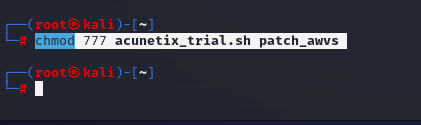 ┌──(root㉿kali)-[~]
└─# chmod 777 acunetix_trial.sh patch_awvs
┌──(root㉿kali)-[~]
└─#